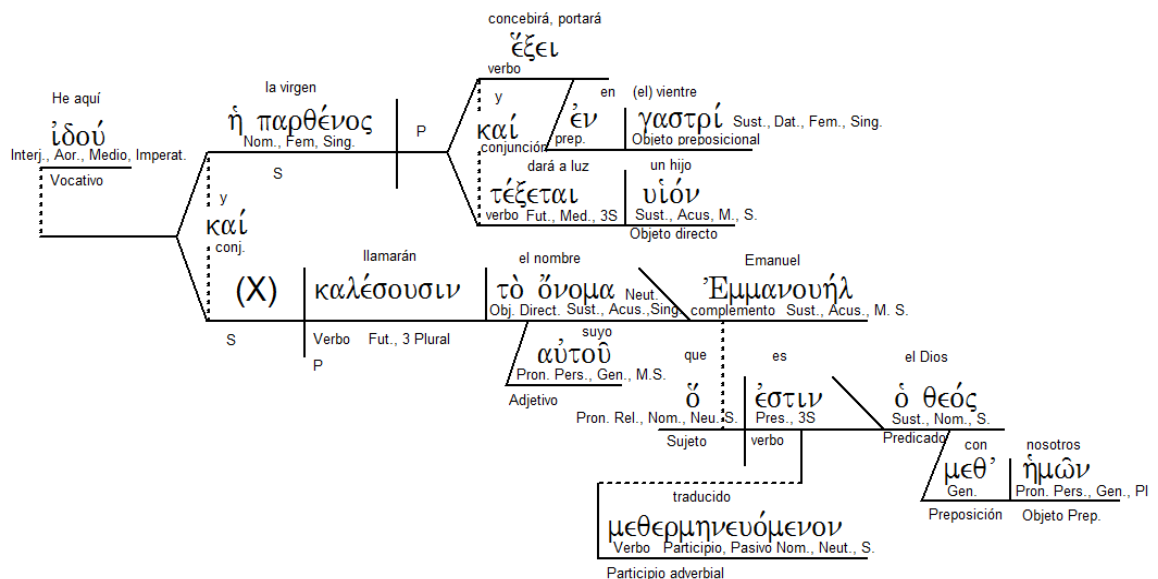 concebirá, portará
ἕξει
verbo
He aquí
ἰδού
Interj., Aor., Medio, Imperat.
Vocativo
la virgen
ἡ παρθένος
Nom., Fem, Sing.
S
P
y
καί
conjunción
en
ἐν
prep.
(el) vientre
γαστρί Sust., Dat., Fem., Sing.
Objeto preposicional
dará a luz
τέξεται
verbo Fut., Med., 3S
un hijo
υἱόν
Sust., Acus, M., S.
Objeto directo
y
καί
conj.
(X)
S
llamarán
καλέσουσιν
Verbo Fut., 3 Plural
P
el nombre
τὸ ὄνομα Neut.
Obj. Direct. Sust., Acus.,Sing.
Emanuel
Ἐμμανουήλ
complemento Sust., Acus., M. S.
suyo
αὐτοῦ
Pron. Pers., Gen., M.S.
Adjetivo
que
ὅ
Pron. Rel., Nom., Neu. S.
Sujeto
es
ἐστιν
Pres., 3S
verbo
el Dios
ὁ θεός
Sust., Nom., S.
Predicado
con
μεθ’
Gen.
Preposición
nosotros
ἡμῶν
Pron. Pers., Gen., Pl
Objeto Prep.
traducido
μεθερμηνευόμενον
Verbo Participio, Pasivo Nom., Neut., S.
Participio adverbial